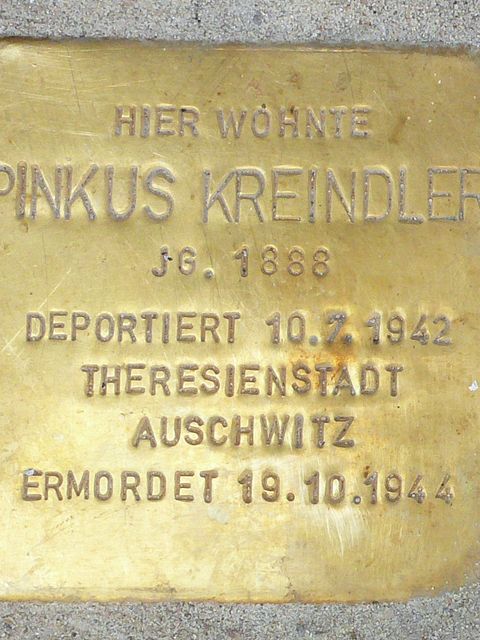 HIER WOHNTE
PINKUS KREINDLER
JG. 1888
DEPORTIERT 10.7.1942
THERESIENSTADT
AUSCHWITZ
ERMORDET 19.10.1944